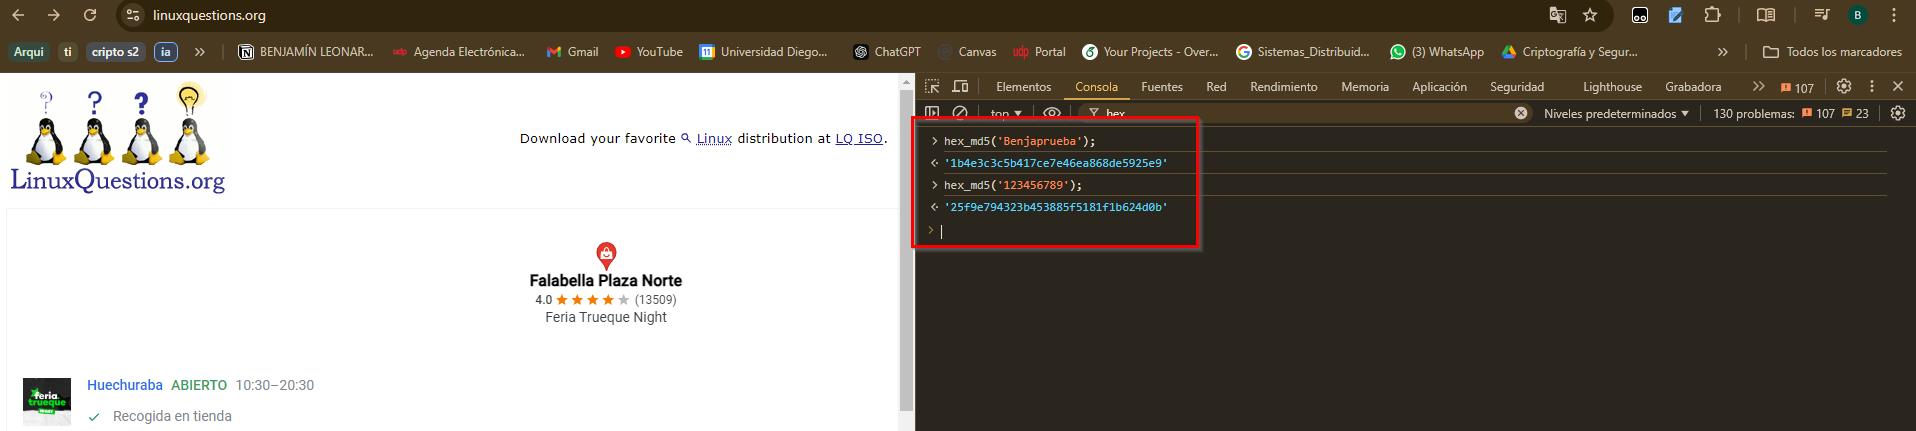 linuxquestions.org
B
Arqui ti cripto s2 ia BENJAMÍN LEONAR... Agenda Electrónica... Gmail YouTube Universidad Diego... ChatGPT Canvas Portal Your Projects - Over... Sistemas_Distribuid... (3) WhatsApp Criptografía y Segur... Todos los marcadores
LinuxQuestions.org
Download your favorite Linux distribution at LQ ISO.
Falabella Plaza Norte
4.0 (13509)
Feria Trueque Night
feria
trueque
Huechuraba ABIERTO 10:30–20:30
Recogida en tienda
Elementos Consola Fuentes Red Rendimiento Memoria Aplicación Seguridad Lighthouse Grabadora 107
top hex Niveles predeterminados 130 problemas: 107 23
hex_md5('Benjaprueba');
'1b4e3c3c5b417ce7e46ea868de5925e9'
hex_md5('123456789');
'25f9e794323b453885f5181f1b624d0b'